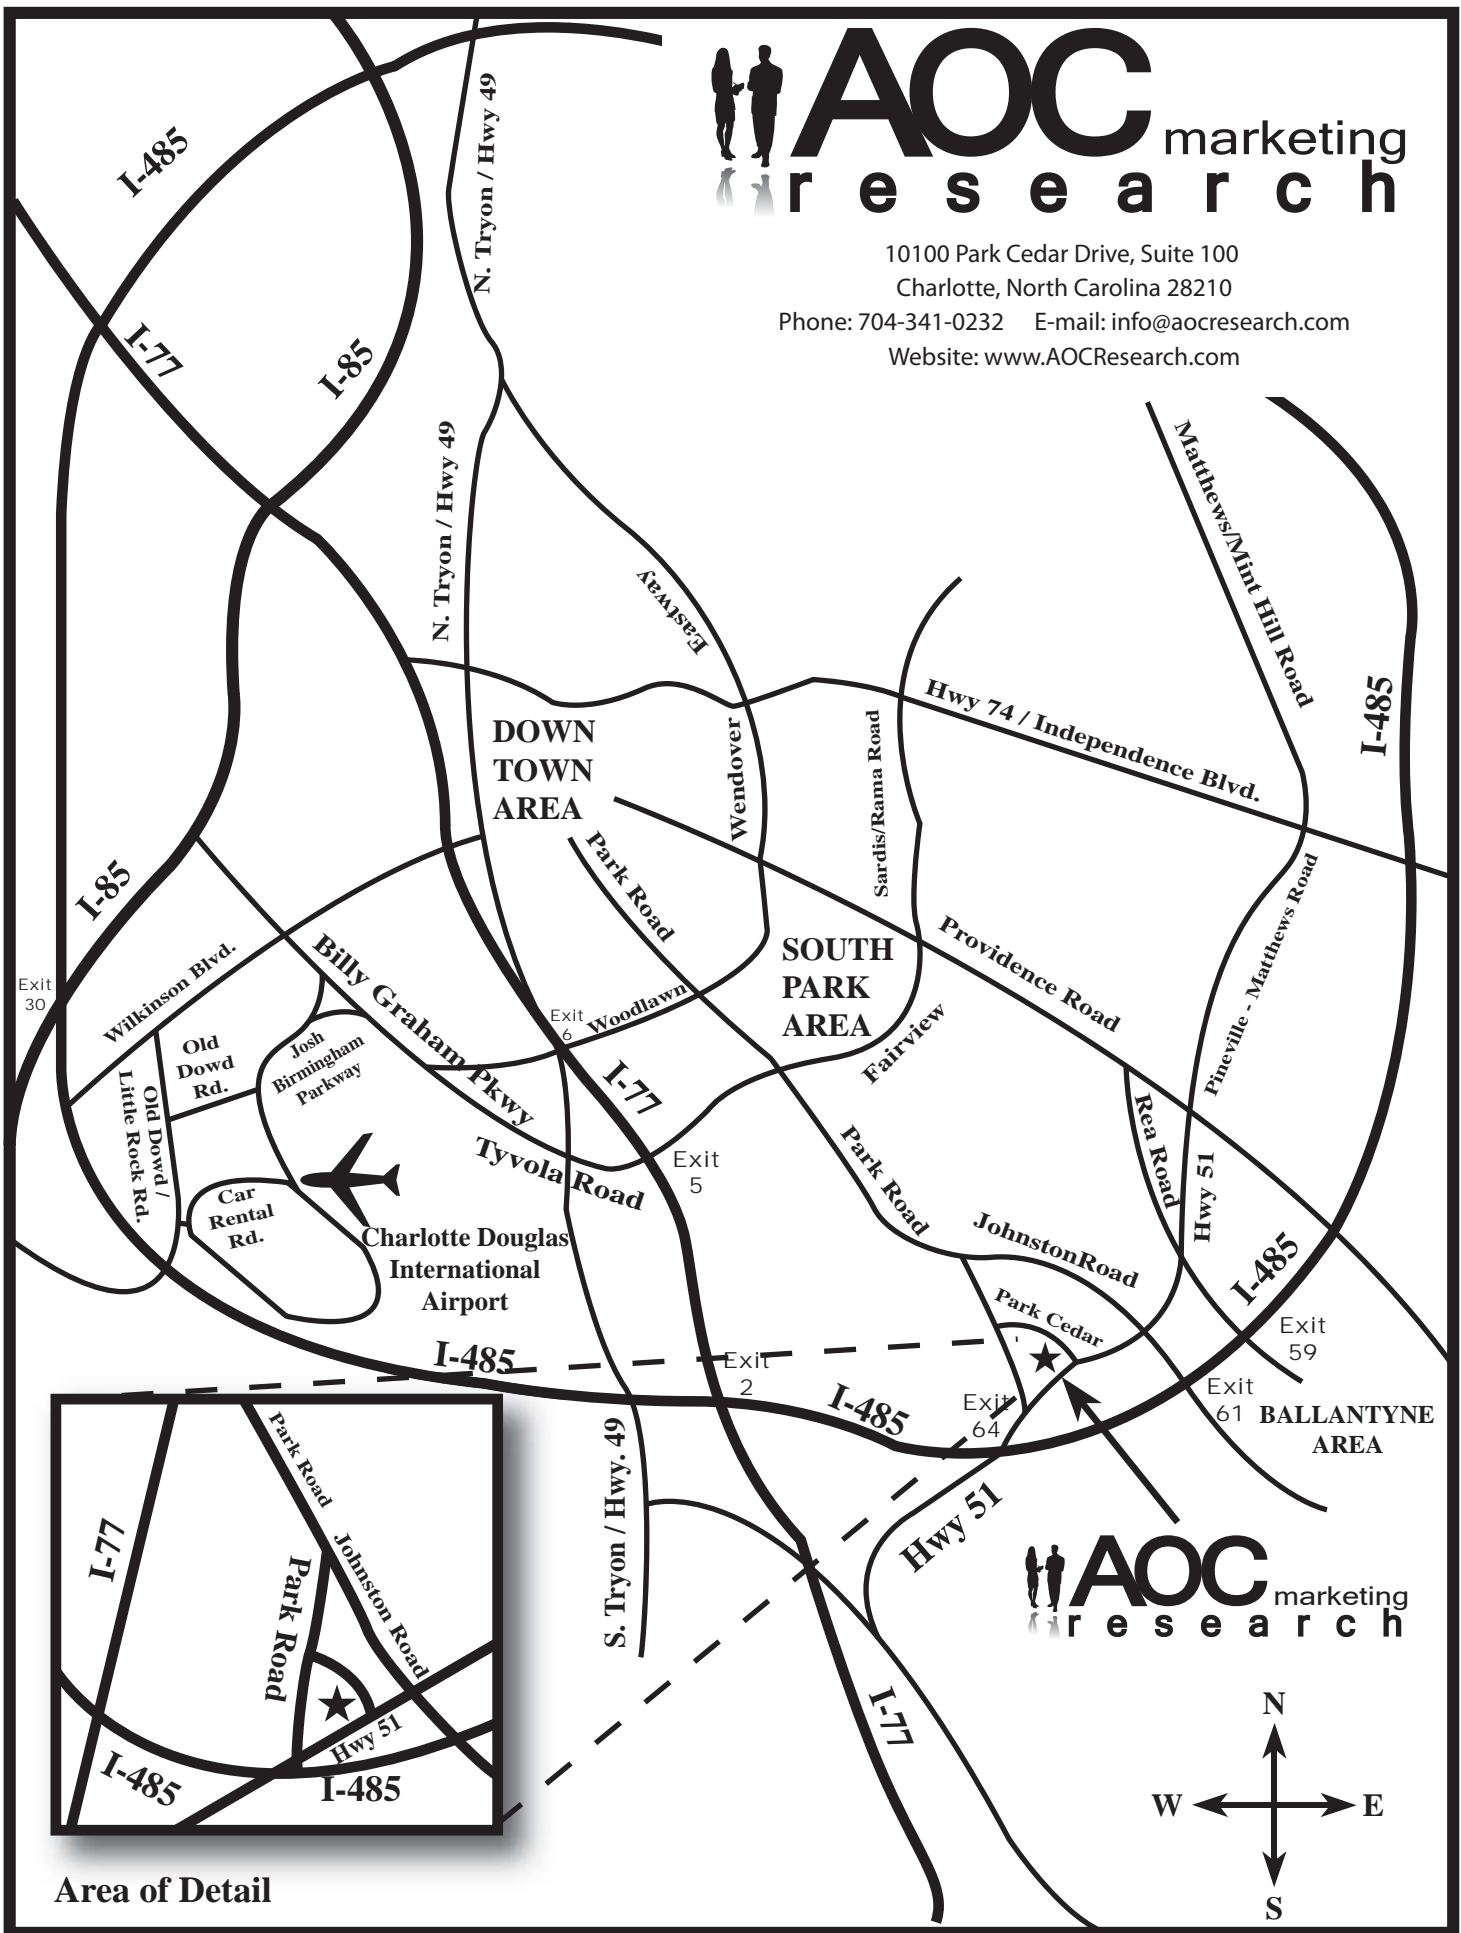 AOC marketing
research
10100 Park Cedar Drive, Suite 100
Charlotte, North Carolina 28210
Phone: 704-341-0232 E-mail: info@aocresearch.com
Website: www.AOCResearch.com
I-485
N. Tryon / Hwy 49
I-77
I-85
N. Tryon / Hwy 49
Matthews/Mint Hill Road
Eastway
I-485
Hwy 74 / Independence Blvd.
DOWN
TOWN
AREA
Wendover
Sardis/Rama Road
Park Road
I-85
Pineville - Matthews Road
Providence Road
SOUTH
PARK
AREA
Billy Graham Pkwy
Wilkinson Blvd.
Exit
30
Exit
6
Woodlawn
Fairview
Old
Dowd
Rd.
Josh
Birmingham
Parkway
I-77
Old Dowd /
Little Rock Rd.
Rea Road
Hwy 51
Tyvola Road
Exit
5
Park Road
Car
Rental
Rd.
Charlotte Douglas
International
Airport
Johnston Road
I-485
Park Cedar
Exit
59
I-485
Exit
2
I-485
Exit
64
Exit
61
BALLANTYNE
AREA
S. Tryon / Hwy. 49
Hwy 51
AOC marketing
research
I-77
Park Road
I-77
Johnston Road
Park Road
Hwy 51
I-485
I-485
N
W
E
S
Area of Detail